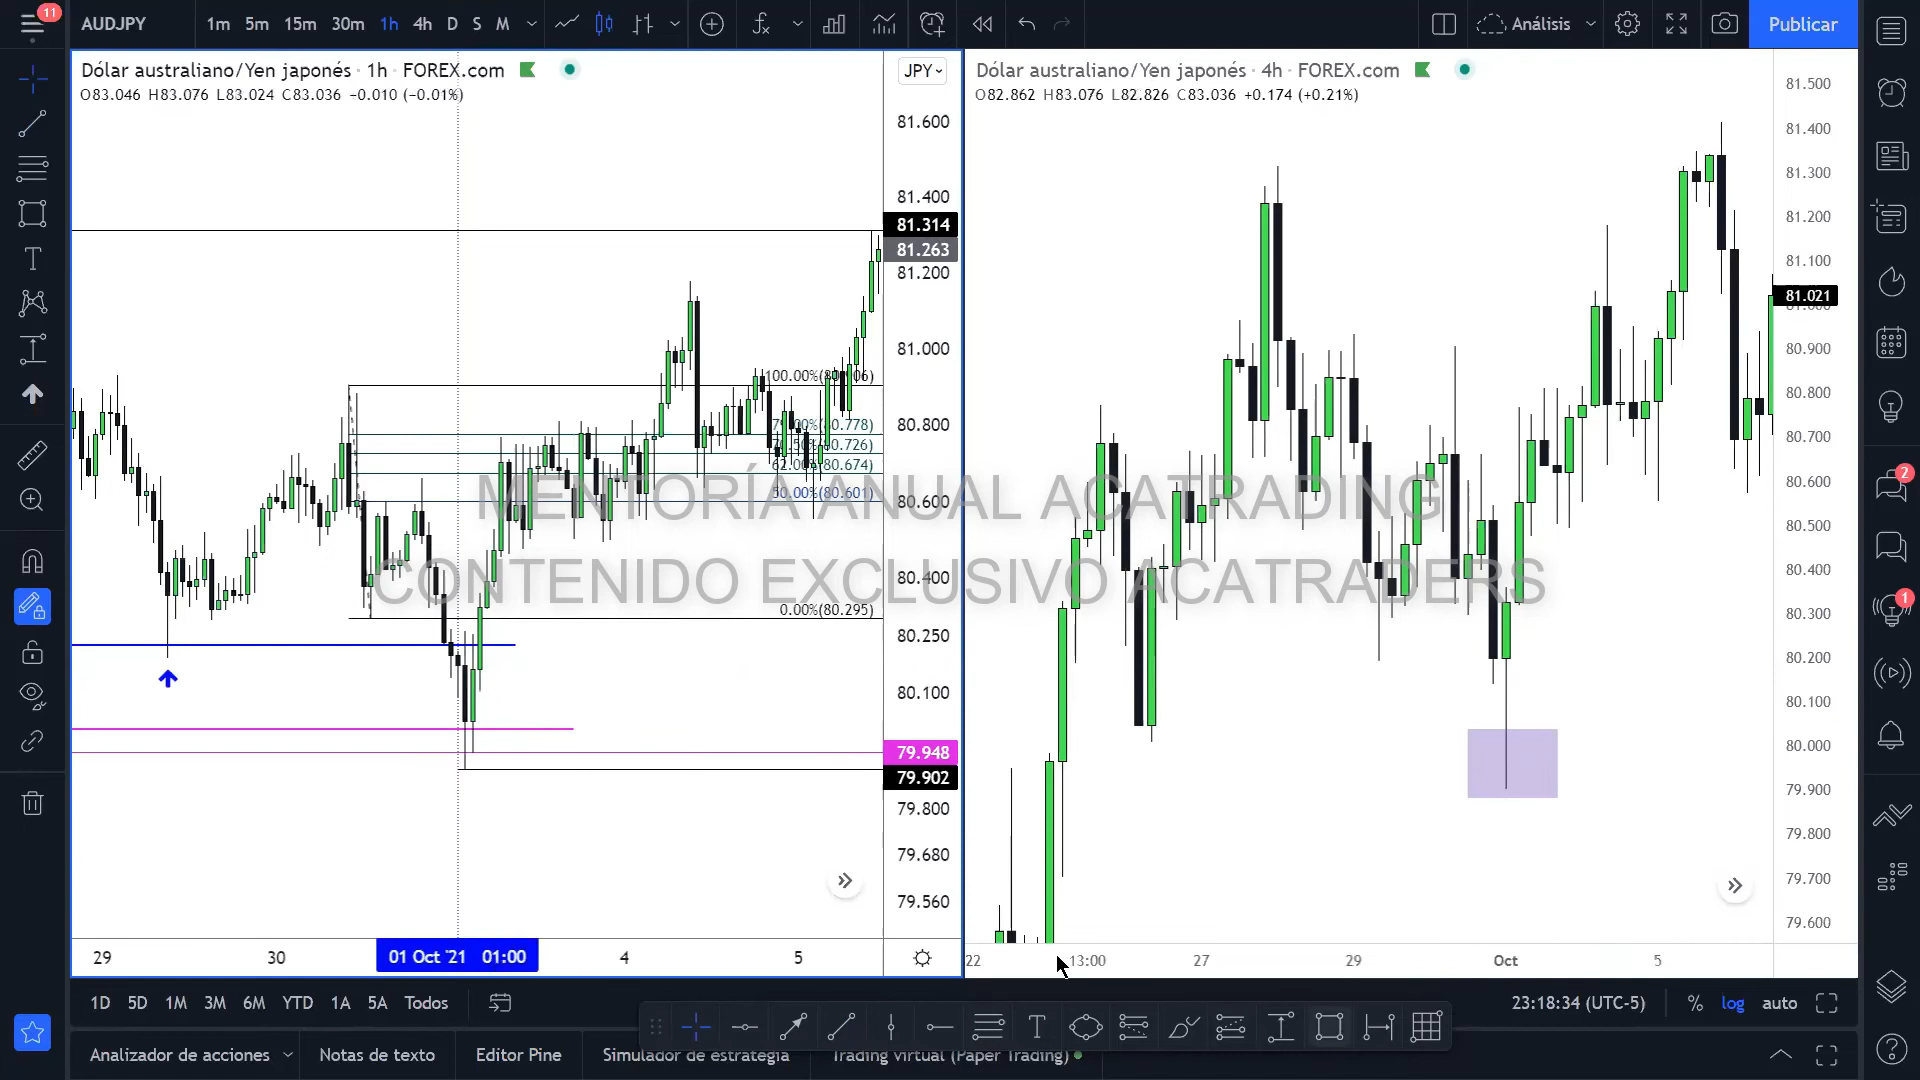 11
AUDJPY
1m 5m 15m 30m 1h 4h D S M
Análisis
Publicar
Dólar australiano/Yen japonés · 1h · FOREX.com
O83.046 H83.076 L83.024 C83.036 −0.010 (−0.01%)
JPY
81.600
81.400
81.314
81.263
81.200
81.000
80.800
80.600
80.400
80.250
80.100
79.948
79.902
79.800
79.680
79.560
50.00%(80.601)
0.00%(80.295)
29 30 01 Oct '21 01:00 4 5
Dólar australiano/Yen japonés · 4h · FOREX.com
O82.862 H83.076 L82.826 C83.036 +0.174 (+0.21%)
81.500
81.400
81.300
81.200
81.100
81.021
80.900
80.800
80.700
80.600
80.500
80.400
80.300
80.200
80.100
80.000
79.900
79.800
79.700
79.600
22 13:00 27 29 Oct 5
MENTORÍA ANUAL ACATRADING
CONTENIDO EXCLUSIVO ACATRADERS
2
1
1D 5D 1M 3M 6M YTD 1A 5A Todos
23:18:34 (UTC-5) % log auto
Analizador de acciones Notas de texto Editor Pine Simulador de estrategia Trading virtual (Paper Trading)